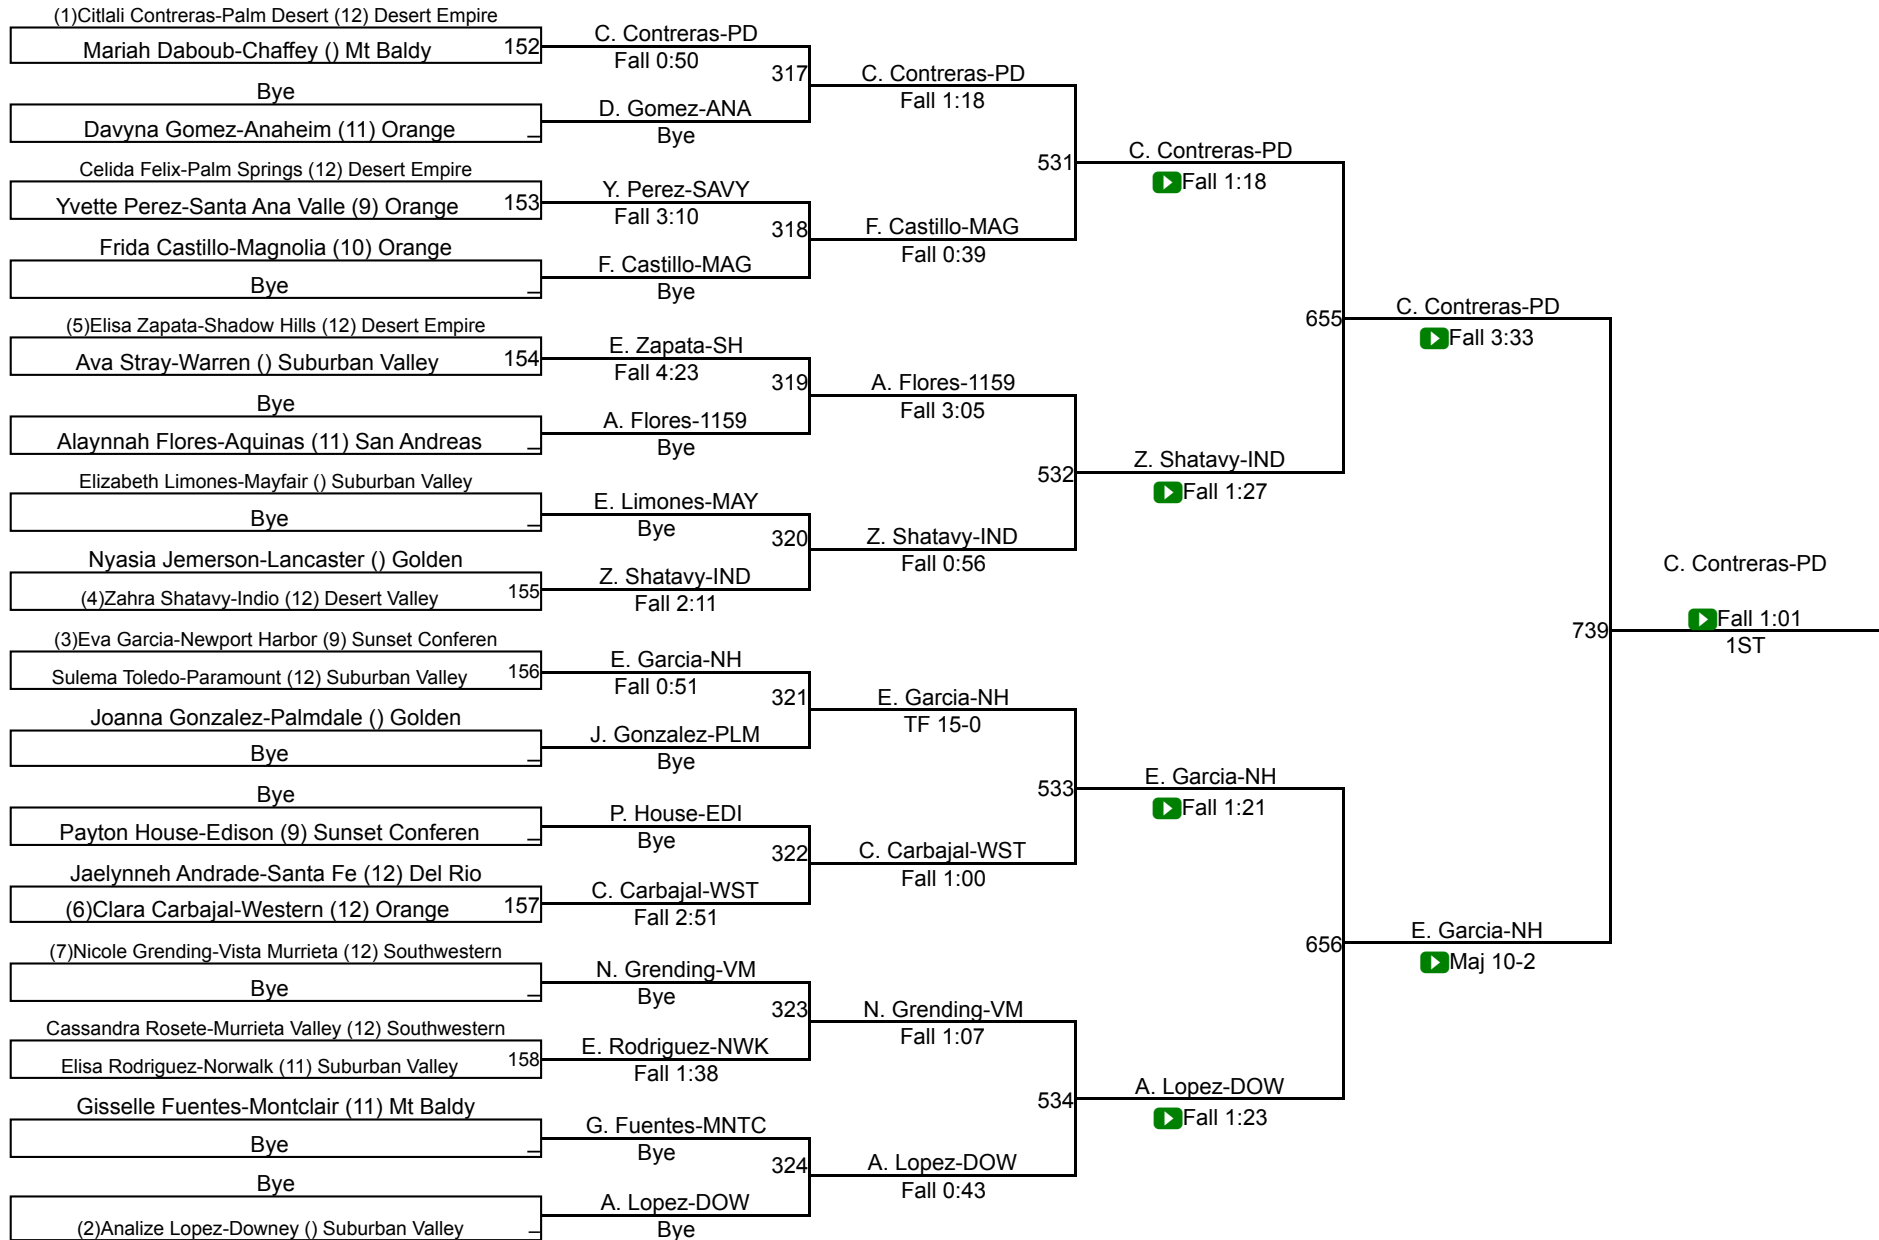 (1)Citlali Contreras-Palm Desert (12) Desert Empire
Mariah Daboub-Chaffey () Mt Baldy 152
Bye
Davyna Gomez-Anaheim (11) Orange _
Celida Felix-Palm Springs (12) Desert Empire
Yvette Perez-Santa Ana Valle (9) Orange 153
Frida Castillo-Magnolia (10) Orange
Bye _
(5)Elisa Zapata-Shadow Hills (12) Desert Empire
Ava Stray-Warren () Suburban Valley 154
Bye
Alaynnah Flores-Aquinas (11) San Andreas _
Elizabeth Limones-Mayfair () Suburban Valley
Bye _
Nyasia Jemerson-Lancaster () Golden
(4)Zahra Shatavy-Indio (12) Desert Valley 155
(3)Eva Garcia-Newport Harbor (9) Sunset Conferen
Sulema Toledo-Paramount (12) Suburban Valley 156
Joanna Gonzalez-Palmdale () Golden
Bye _
Bye
Payton House-Edison (9) Sunset Conferen _
Jaelynneh Andrade-Santa Fe (12) Del Rio
(6)Clara Carbajal-Western (12) Orange 157
(7)Nicole Grending-Vista Murrieta (12) Southwestern
Bye _
Cassandra Rosete-Murrieta Valley (12) Southwestern
Elisa Rodriguez-Norwalk (11) Suburban Valley 158
Gisselle Fuentes-Montclair (11) Mt Baldy
Bye _
Bye
(2)Analize Lopez-Downey () Suburban Valley _
C. Contreras-PD
Fall 0:50
317
D. Gomez-ANA
Bye
Y. Perez-SAVY
Fall 3:10
318
F. Castillo-MAG
Bye
E. Zapata-SH
Fall 4:23
319
A. Flores-1159
Bye
E. Limones-MAY
Bye
320
Z. Shatavy-IND
Fall 2:11
E. Garcia-NH
Fall 0:51
321
J. Gonzalez-PLM
Bye
P. House-EDI
Bye
322
C. Carbajal-WST
Fall 2:51
N. Grending-VM
Bye
323
E. Rodriguez-NWK
Fall 1:38
G. Fuentes-MNTC
Bye
324
A. Lopez-DOW
Bye
C. Contreras-PD
Fall 1:18
531
F. Castillo-MAG
Fall 0:39
A. Flores-1159
Fall 3:05
532
Z. Shatavy-IND
Fall 0:56
E. Garcia-NH
TF 15-0
533
C. Carbajal-WST
Fall 1:00
N. Grending-VM
Fall 1:07
534
A. Lopez-DOW
Fall 0:43
C. Contreras-PD
Fall 1:18
655
Z. Shatavy-IND
Fall 1:27
E. Garcia-NH
Fall 1:21
656
A. Lopez-DOW
Fall 1:23
C. Contreras-PD
Fall 3:33
739
E. Garcia-NH
Maj 10-2
C. Contreras-PD
Fall 1:01
1ST